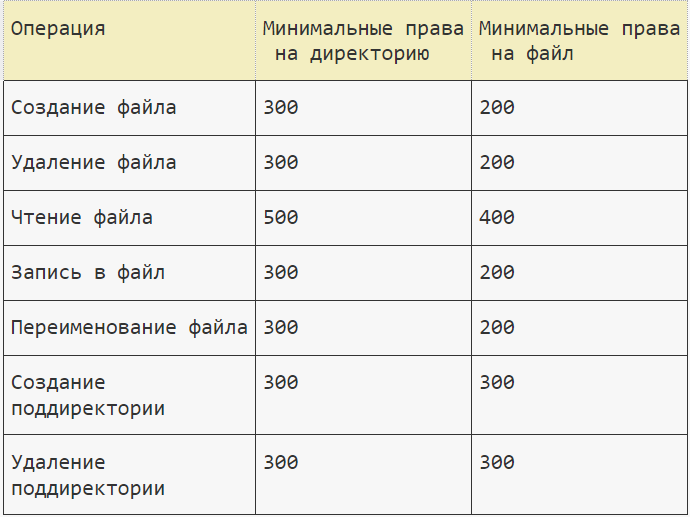 Операция
Минимальные права
на директорию
Минимальные права
на файл
Создание файла
300
200
Удаление файла
300
200
Чтение файла
500
400
Запись в файл
300
200
Переименование файла
300
200
Создание
поддиректории
300
300
Удаление
поддиректории
300
300